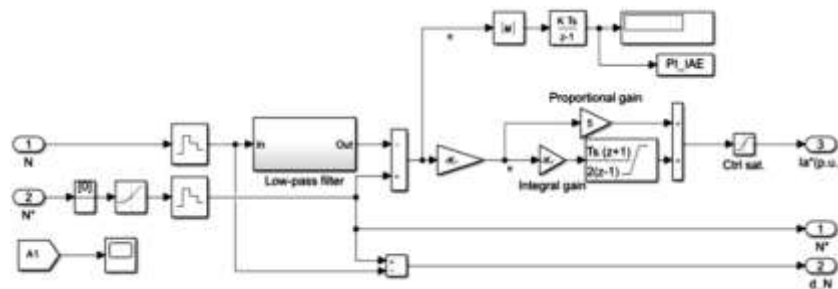 |u|
K Ts
z-1
PI_IAE
e
Proportional gain
5
1
N
In
Out
Low-pass filter
-K-
-K-
Ts (z+1)
2(z-1)
Integral gain
e
Ctrl sat.
3
Ia*(p.u.
2
N*
[0]
1
N*
A1
2
d_N